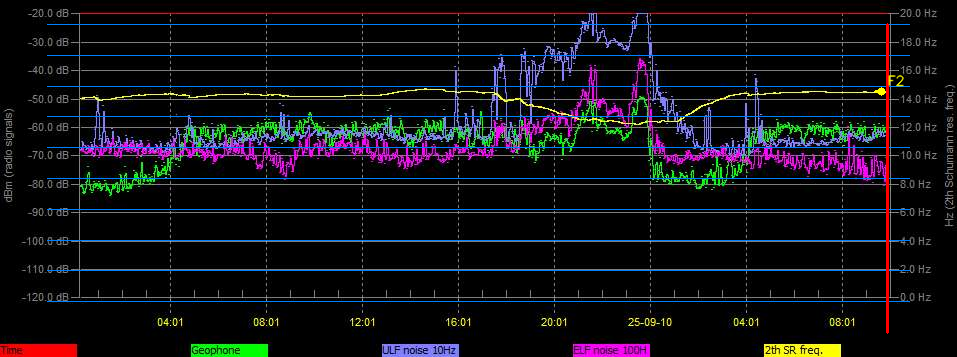 -20.0 dB
20.0 Hz
-30.0 dB
18.0 Hz
-40.0 dB
16.0 Hz
F2
-50.0 dB
14.0 Hz
-60.0 dB
12.0 Hz
-70.0 dB
10.0 Hz
-80.0 dB
8.0 Hz
-90.0 dB
6.0 Hz
-100.0 dB
4.0 Hz
-110.0 dB
2.0 Hz
-120.0 dB
0.0 Hz
dBm (radio signals)
Hz (2th Schumann res. freq.)
04:01 08:01 12:01 16:01 20:01 25-09-10 04:01 08:01
Time Geophone ULF noise 10Hz ELF noise 100H 2th SR freq.